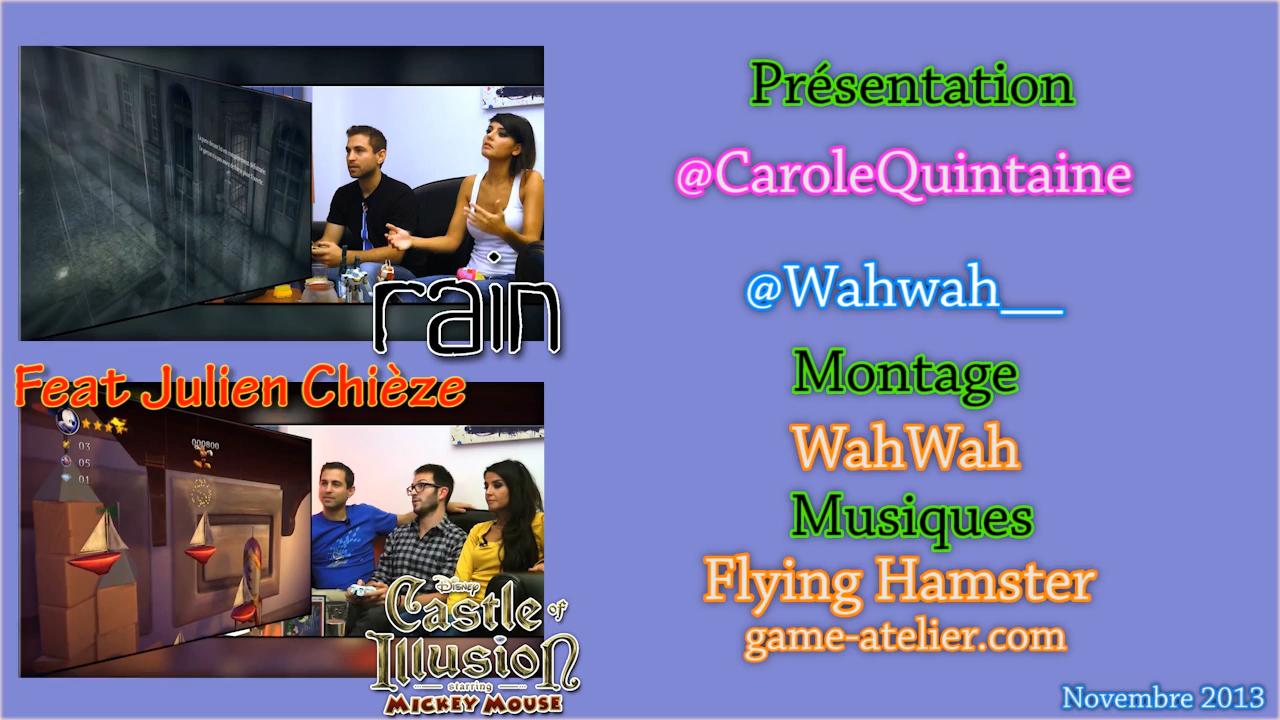 rain
Feat Julien Chièze
03
05
01
000800
Disney
Castle of
Illusion
starring
Mickey Mouse
Présentation
@CaroleQuintaine
@Wahwah__
Montage
WahWah
Musiques
Flying Hamster
game-atelier.com
Novembre 2013